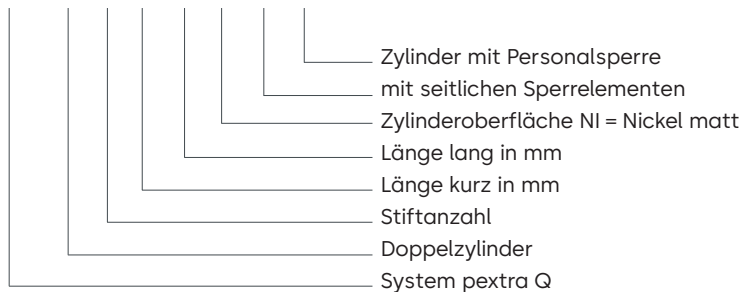 Zylinder mit Personalsperre
mit seitlichen Sperrelementen
Zylinderoberfläche NI = Nickel matt
Länge lang in mm
Länge kurz in mm
Stiftanzahl
Doppelzylinder
System pextra Q